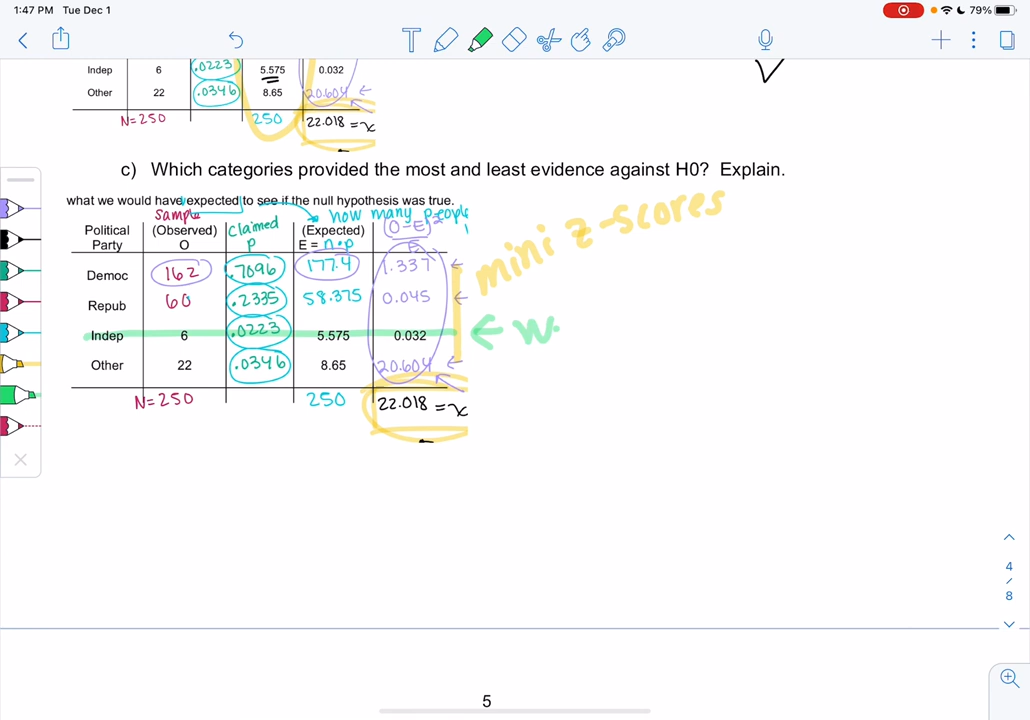 1:47 PM Tue Dec 1
79%
Indep 6 .0223 5.575 0.032
Other 22 .0346 8.65 20.604 ←
N=250 250 22.018 = x
c) Which categories provided the most and least evidence against H0? Explain.
what we would have expected to see if the null hypothesis was true.
sample how many people
Political Party (Observed) O Claimed p (Expected) E = n·p (O-E)² E
mini z-scores
Democ 162 .7096 177.4 1.337 ←
Repub 60 .2335 58.375 0.045 ←
Indep 6 .0223 5.575 0.032 ← W
Other 22 .0346 8.65 20.604 ←
N=250 250 22.018 = x
4
/
8
5